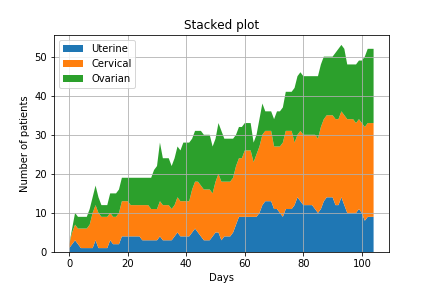 Stacked plot
Uterine
Cervical
Ovarian
Number of patients
50
40
30
20
10
0
0 20 40 60 80 100
Days